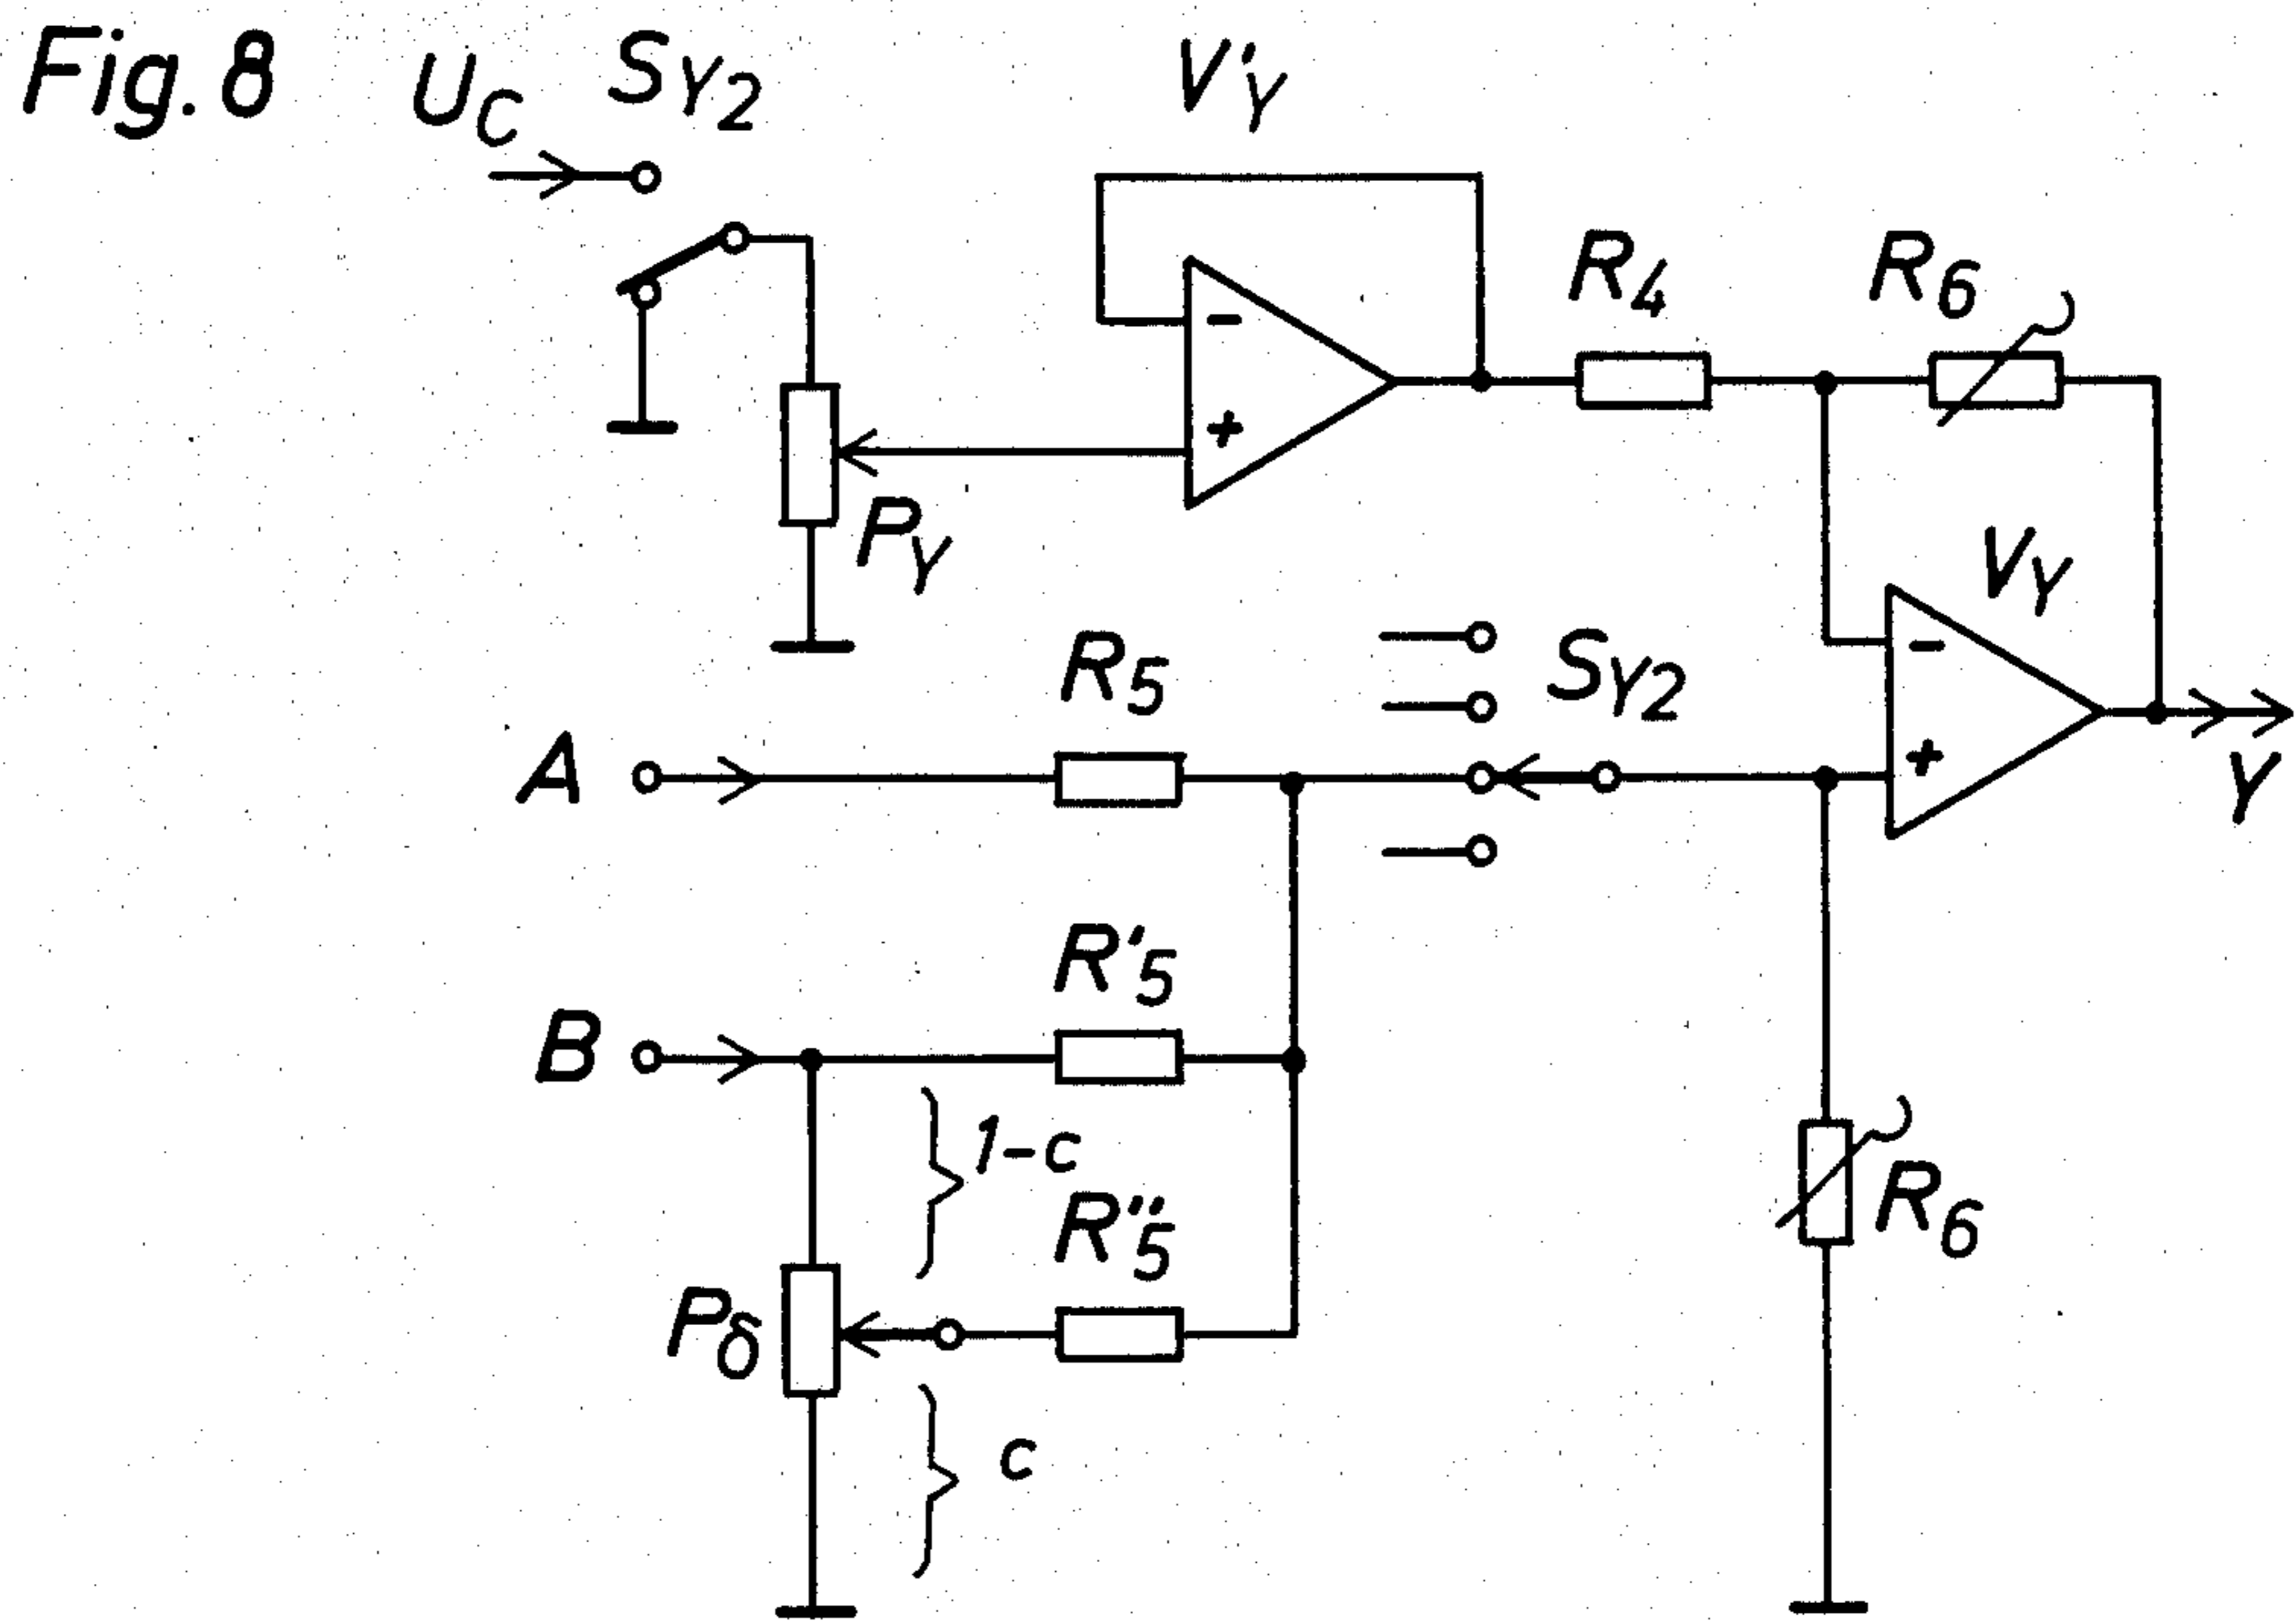 Fig. 8
U_C
S_Y2
V'_Y
R_4
R_6
-
+
P_Y
V_Y
R_5
S_Y2
-
A
+
Y
R'_5
B
1-c
R''_5
R_6
P_δ
c